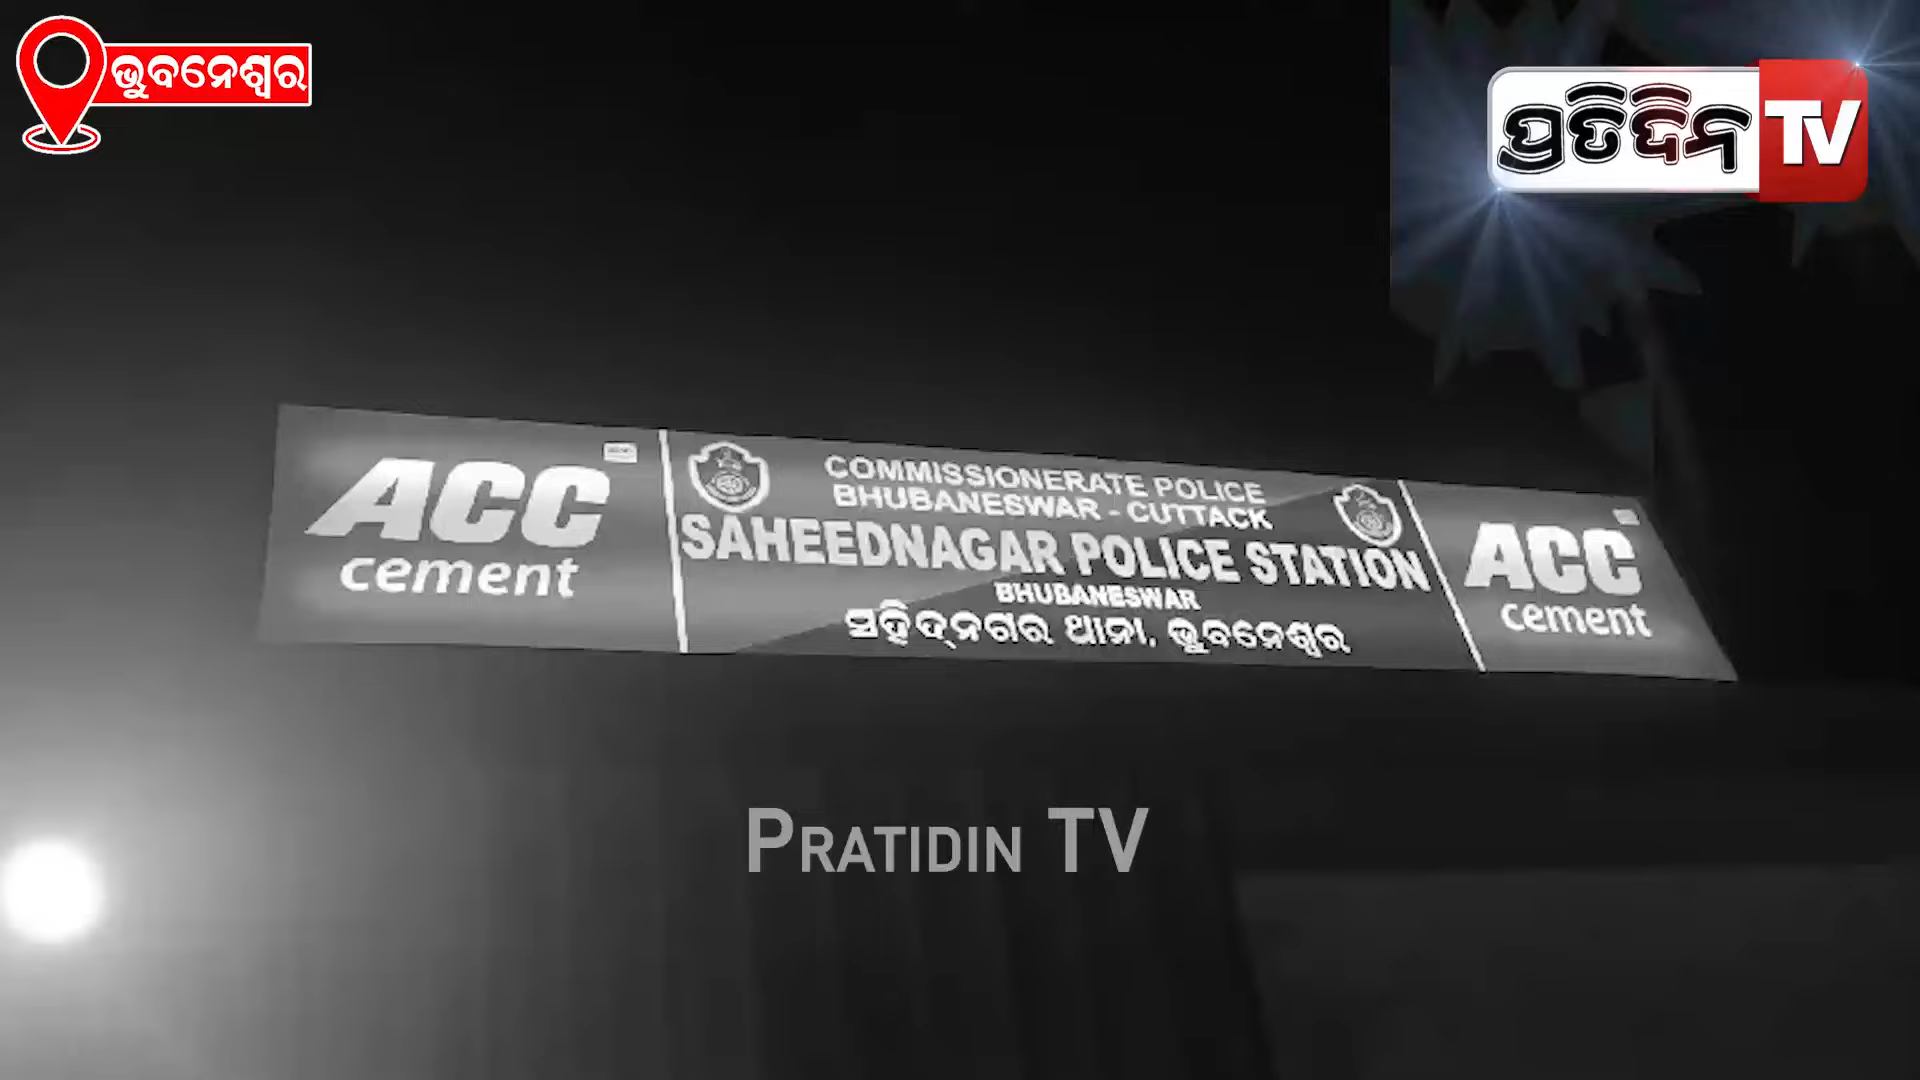 ଭୁବନେଶ୍ୱର
ପ୍ରତିଦିନ TV
ACC
cement
COMMISSIONERATE POLICE
BHUBANESWAR - CUTTACK
SAHEEDNAGAR POLICE STATION
BHUBANESWAR
ସହିଦ୍‌ନଗର ଥାନା, ଭୁବନେଶ୍ୱର
ACC
cement
PRATIDIN TV